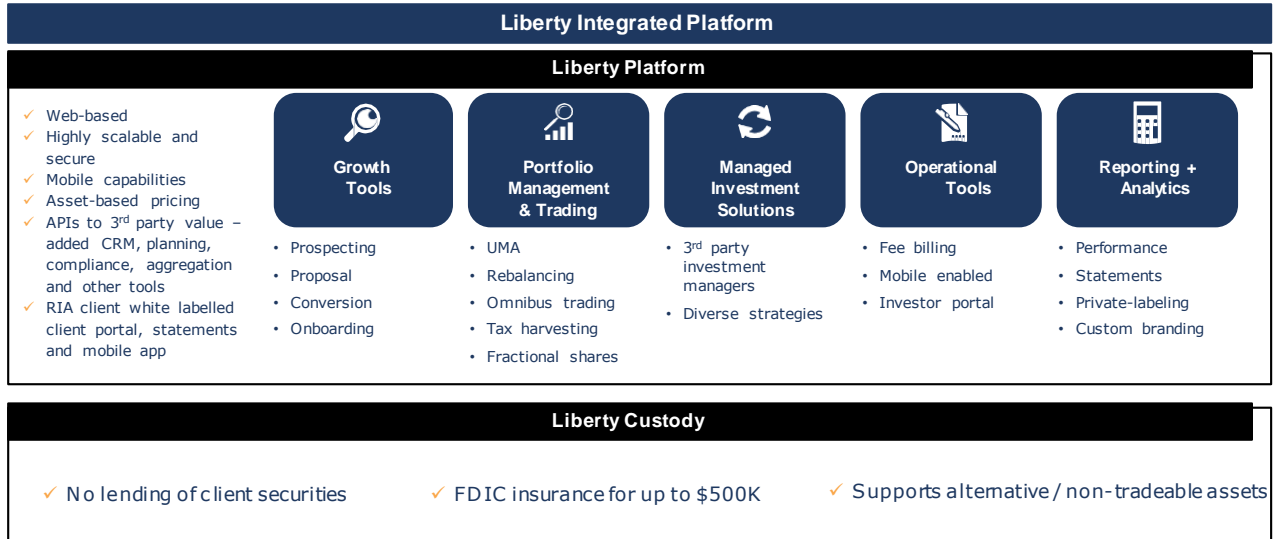 Liberty Integrated Platform
Liberty Platform
✓ Web-based
✓ Highly scalable and
secure
✓ Mobile capabilities
✓ Asset-based pricing
✓ APIs to 3rd party value –
added CRM, planning,
compliance, aggregation
and other tools
✓ RIA client white labelled
client portal, statements
and mobile app
Growth
Tools
• Prospecting
• Proposal
• Conversion
• Onboarding
Portfolio
Management
& Trading
• UMA
• Rebalancing
• Omnibus trading
• Tax harvesting
• Fractional shares
Managed
Investment
Solutions
• 3rd party
investment
managers
• Diverse strategies
Operational
Tools
• Fee billing
• Mobile enabled
• Investor portal
Reporting +
Analytics
• Performance
• Statements
• Private-labeling
• Custom branding
Liberty Custody
✓ No lending of client securities
✓ FDIC insurance for up to $500K
✓ Supports alternative / non-tradeable assets